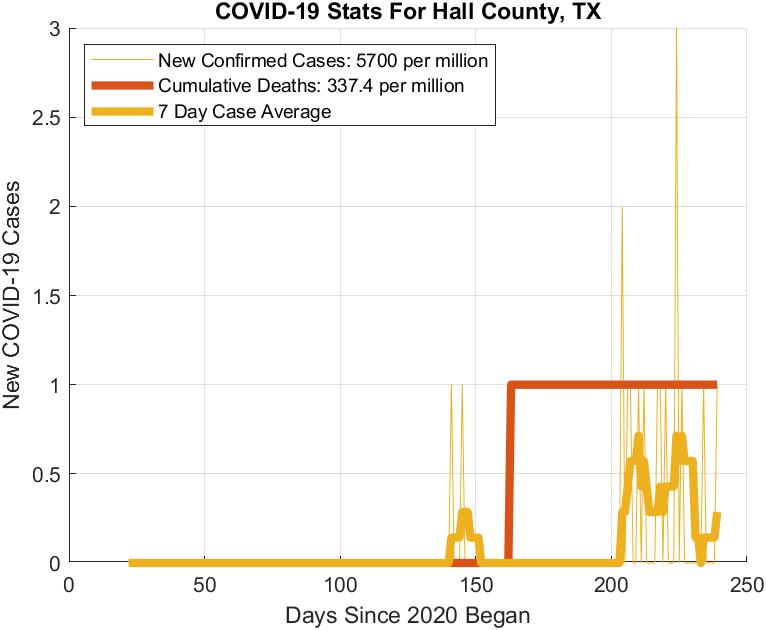 COVID-19 Stats For Hall County, TX
New Confirmed Cases: 5700 per million
Cumulative Deaths: 337.4 per million
7 Day Case Average
New COVID-19 Cases
3
2.5
2
1.5
1
0.5
0
0 50 100 150 200 250
Days Since 2020 Began